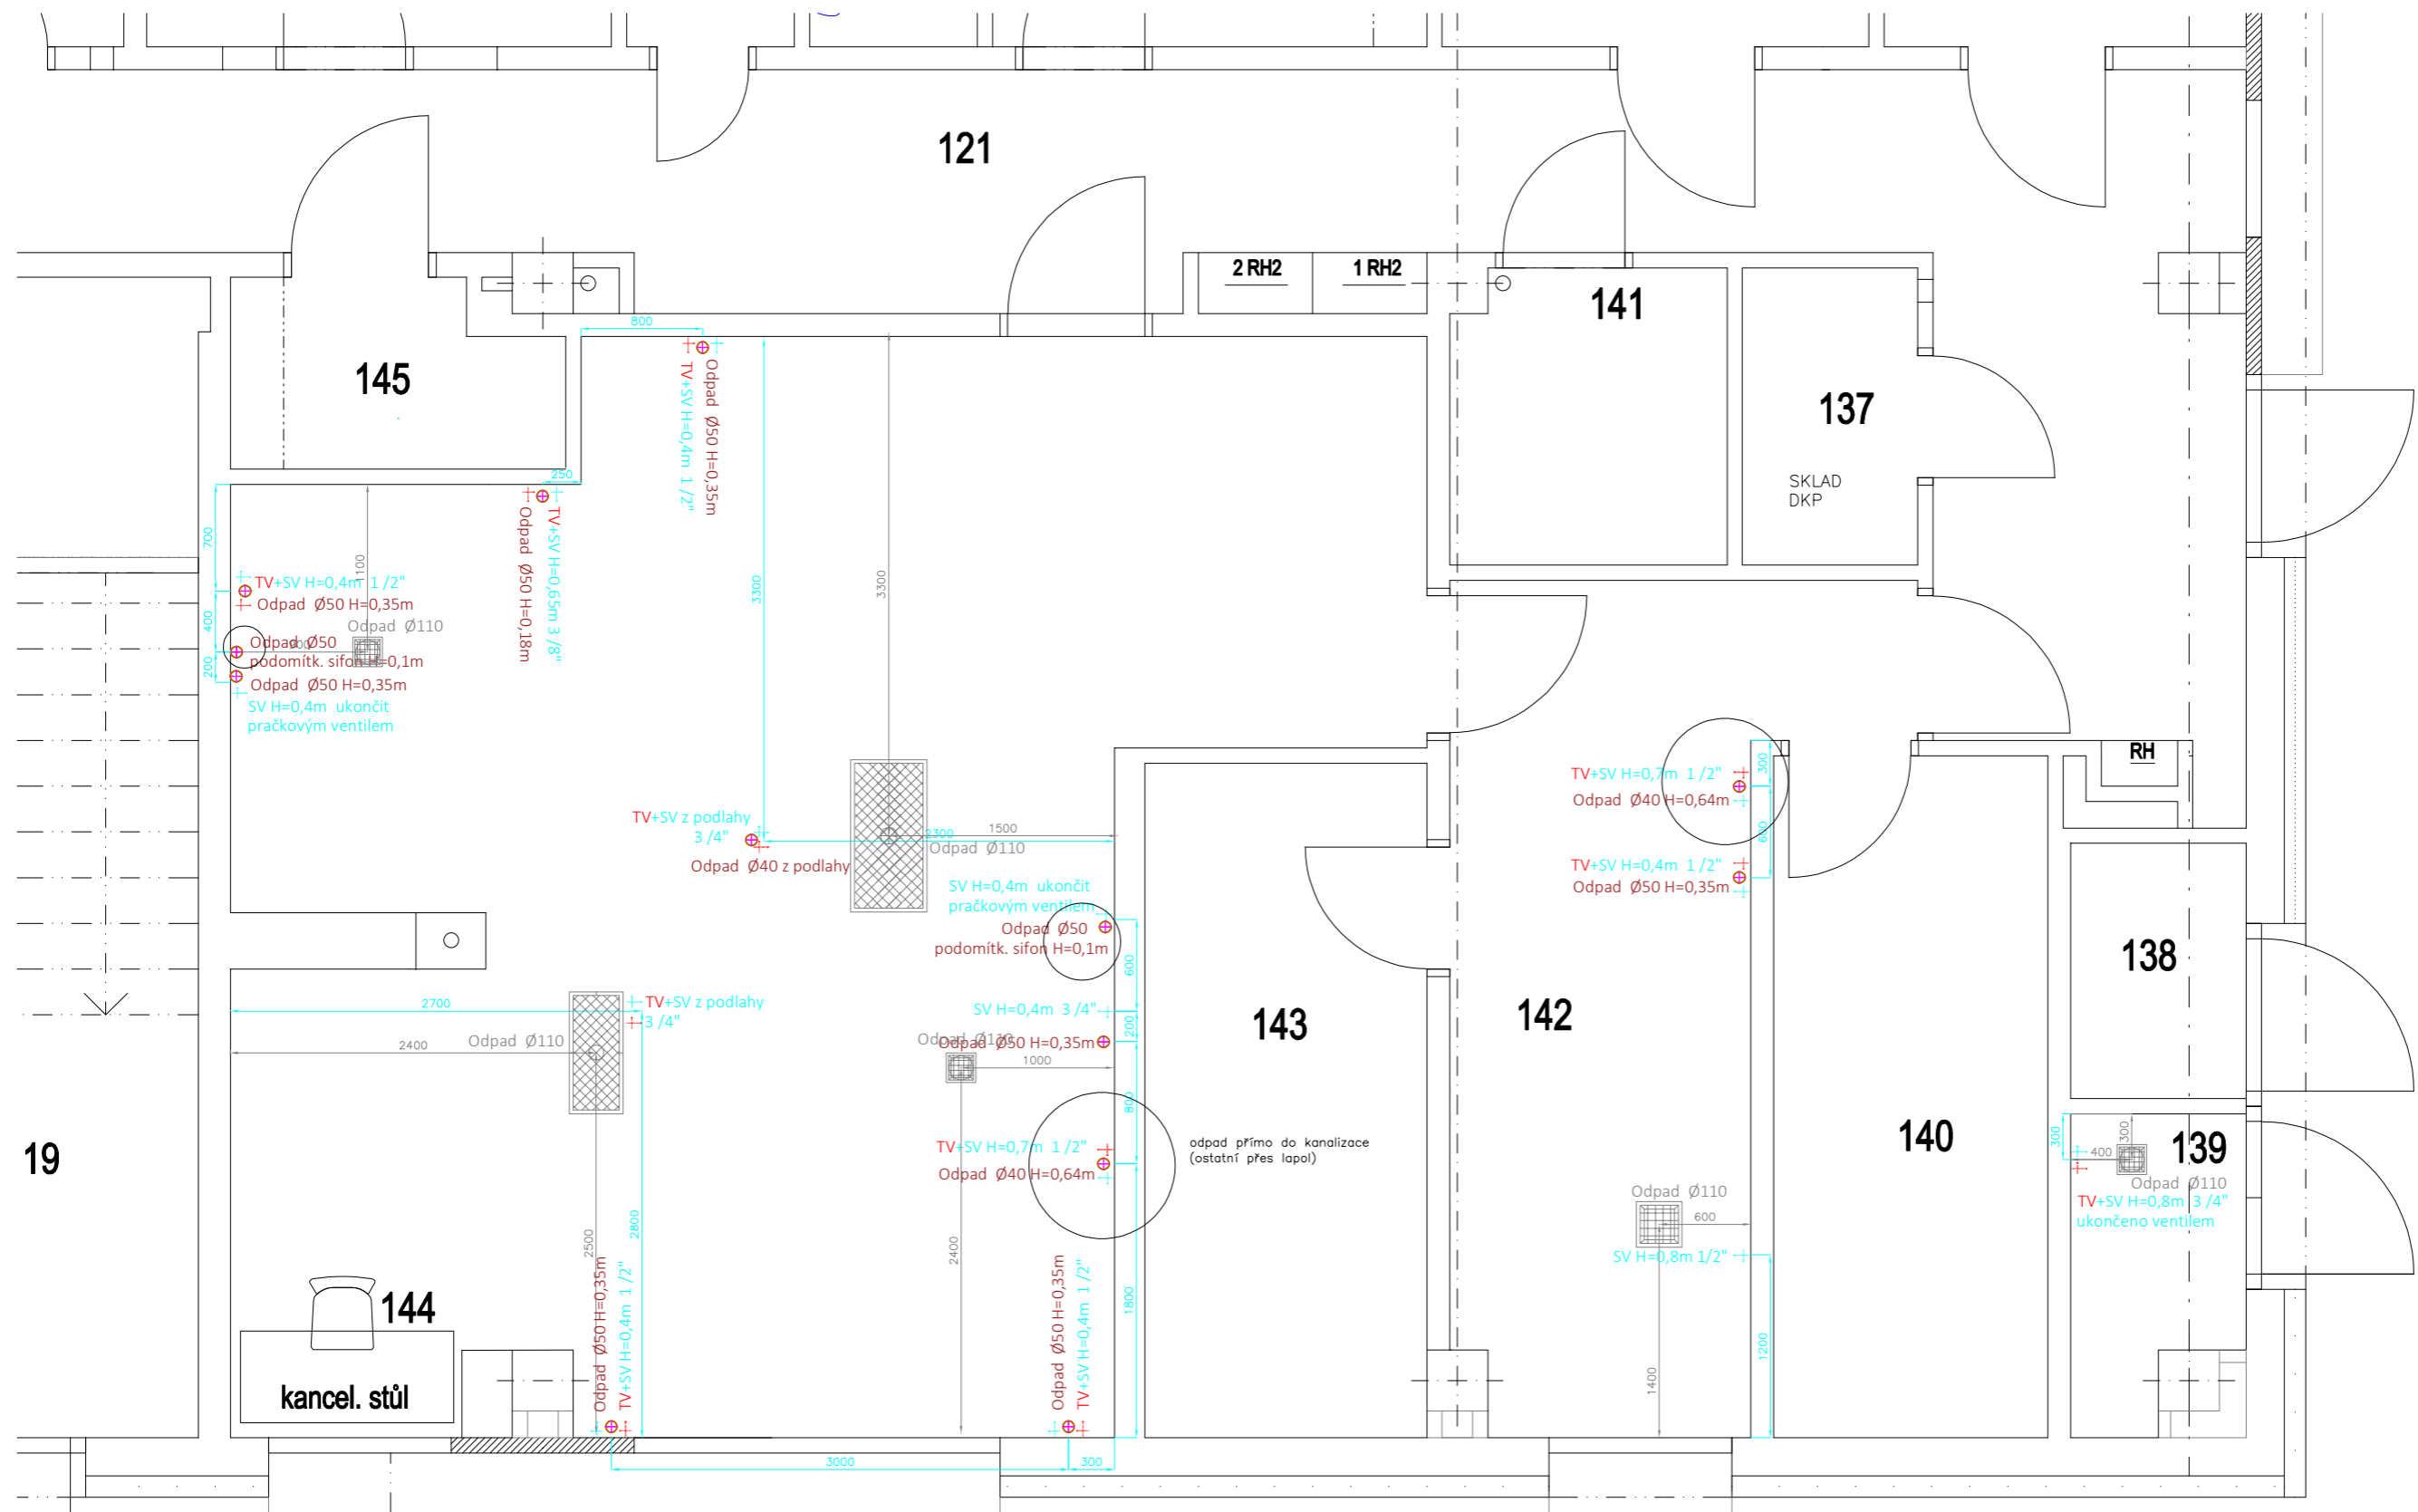 121
2 RH2
1 RH2
141
800
145
137
TV+SV H=0,4m 1 /2"
Odpad Ø50 H=0,35m
SKLAD
DKP
250
Odpad Ø50 H=0,18m
TV+SV H=0,65m 3 /8"
700
1100
3300
3300
TV+SV H=0,4m 1 /2"
Odpad Ø50 H=0,35m
400
Odpad Ø110
Odpad Ø50
900
podomítk. sifon H=0,1m
200
Odpad Ø50 H=0,35m
SV H=0,4m ukončit
pračkovým ventilem
RH
300
TV+SV H=0,7m 1 /2"
Odpad Ø40 H=0,64m
600
TV+SV z podlahy
3 /4"
2300
1500
Odpad Ø110
Odpad Ø40 z podlahy
TV+SV H=0,4m 1 /2"
Odpad Ø50 H=0,35m
SV H=0,4m ukončit
pračkovým ventilem
Odpad Ø50
podomítk. sifon H=0,1m
600
138
2700
TV+SV z podlahy
3 /4"
SV H=0,4m 3 /4"
143
142
200
2400
Odpad Ø110
Odpad Ø110
Odpad Ø50 H=0,35m
1000
800
19
TV+SV H=0,7m 1 /2"
Odpad Ø40 H=0,64m
odpad přímo do kanalizace
(ostatní přes lapol)
140
300
300
400
139
Odpad Ø110
TV+SV H=0,8m 3 /4"
ukončeno ventilem
Odpad Ø110
600
SV H=0,8m 1/2"
2500
2800
2400
1800
1200
1400
144
kancel. stůl
Odpad Ø50 H=0,35m
TV+SV H=0,4m 1 /2"
Odpad Ø50 H=0,35m
TV+SV H=0,4m 1 /2"
3000
300